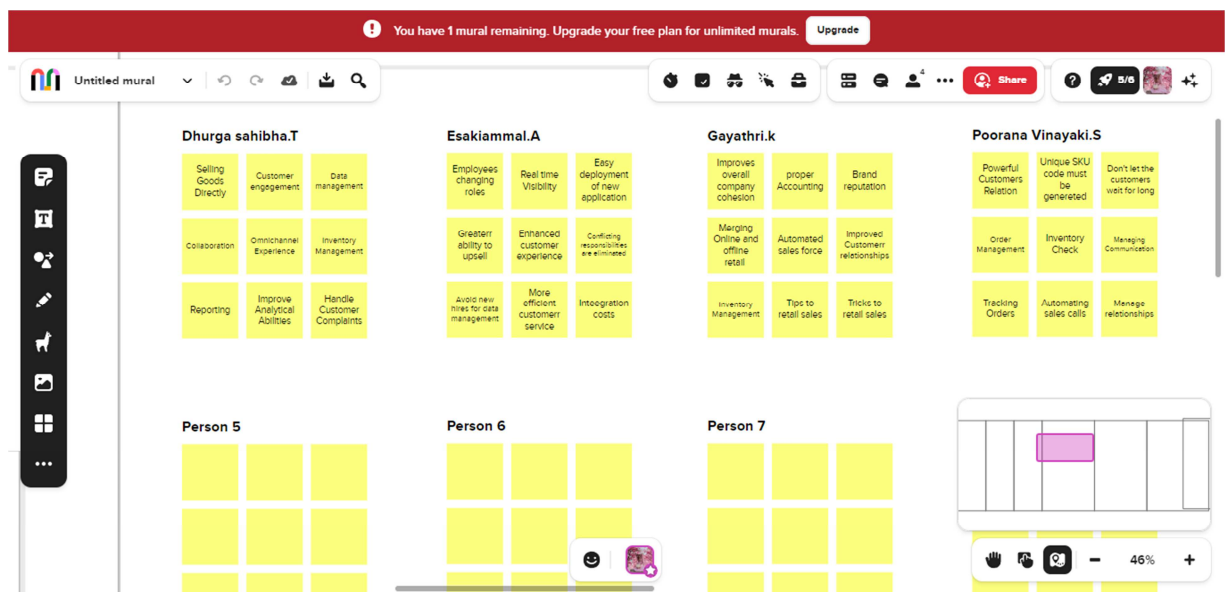 You have 1 mural remaining. Upgrade your free plan for unlimited murals.
Upgrade
Untitled mural
4
Share
5/6
Dhurga sahibha.T
Selling
Goods
Directly
Customer
engagement
Data
management
Collaboration
Omnichannel
Experience
Inventory
Management
Reporting
Improve
Analytical
Abilities
Handle
Customer
Complaints
Esakiammal.A
Employees
changing
roles
Real time
Visibility
Easy
deployment
of new
application
Greaterr
ability to
upsell
Enhanced
customer
experience
Conflicting
responsibilities
are eliminated
Avoid new
hires for data
management
More
efficient
customerr
service
Inteegration
costs
Gayathri.k
Improves
overall
company
cohesion
proper
Accounting
Brand
reputation
Merging
Online and
offline
retail
Automated
sales force
Improved
Customerr
relationships
Inventory
Management
Tips to
retail sales
Tricks to
retail sales
Poorana Vinayaki.S
Powerful
Customers
Relation
Unique SKU
code must
be
genereted
Don't let the
customers
wait for long
Order
Management
Inventory
Check
Managing
Communication
Tracking
Orders
Automating
sales calls
Manage
relationships
Person 5
Person 6
Person 7
46%